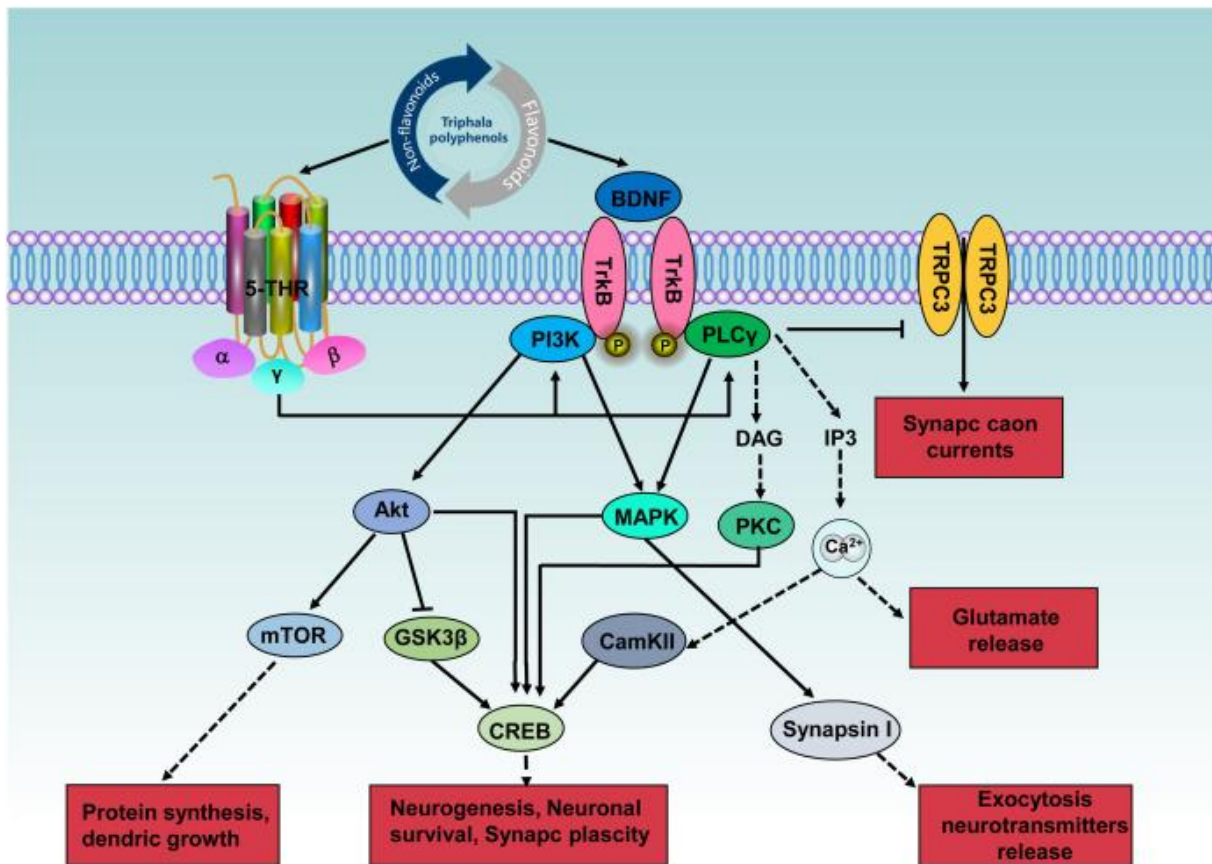 Non-flavonoids
Flavonoids
Triphala
polyphenols
BDNF
TrkB
TrkB
TRPC3
TRPC3
5-THR
α
γ
β
PI3K
P
P
PLCγ
DAG
IP3
Synapc caon
currents
Akt
MAPK
PKC
Ca²⁺
mTOR
GSK3β
CamKII
Glutamate
release
CREB
Synapsin I
Protein synthesis,
dendric growth
Neurogenesis, Neuronal
survival, Synapc plascity
Exocytosis
neurotransmitters
release